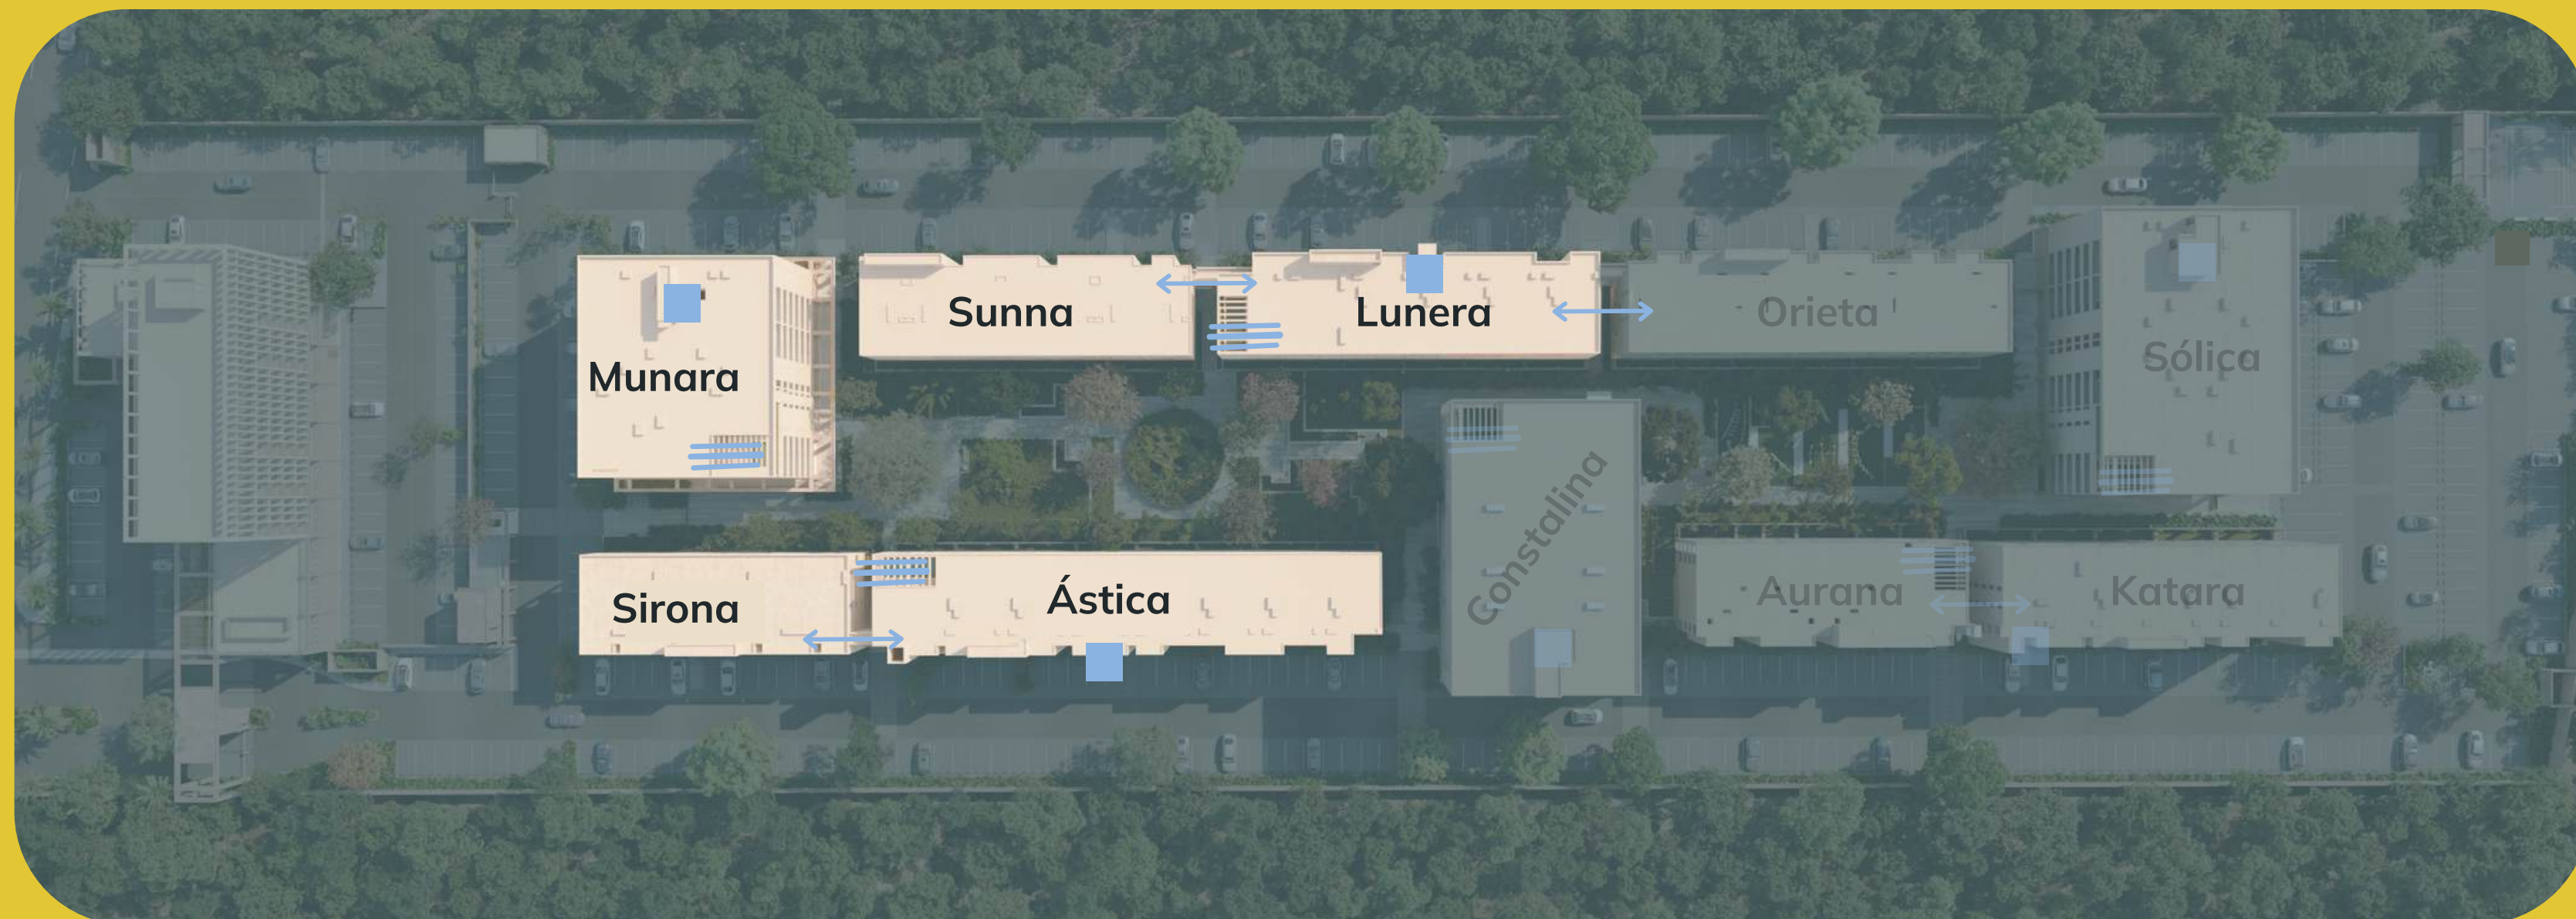 Sunna
Lunera
Orieta
Sólica
Munara
Constalina
Sirona
Ástica
Aurana
Katara